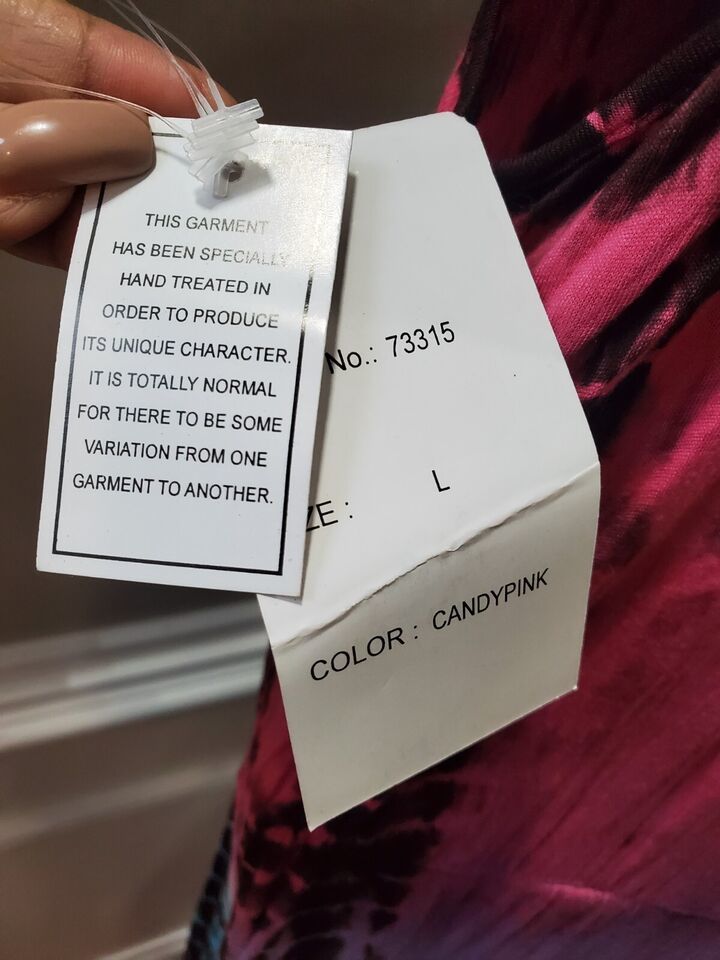 THIS GARMENT
HAS BEEN SPECIALLY
HAND TREATED IN
ORDER TO PRODUCE
ITS UNIQUE CHARACTER.
IT IS TOTALLY NORMAL
FOR THERE TO BE SOME
VARIATION FROM ONE
GARMENT TO ANOTHER.
No.: 73315
ZE : L
COLOR : CANDYPINK